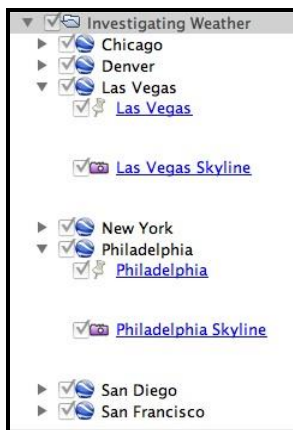 Investigating Weather
Chicago
Denver
Las Vegas
Las Vegas
Las Vegas Skyline
New York
Philadelphia
Philadelphia
Philadelphia Skyline
San Diego
San Francisco